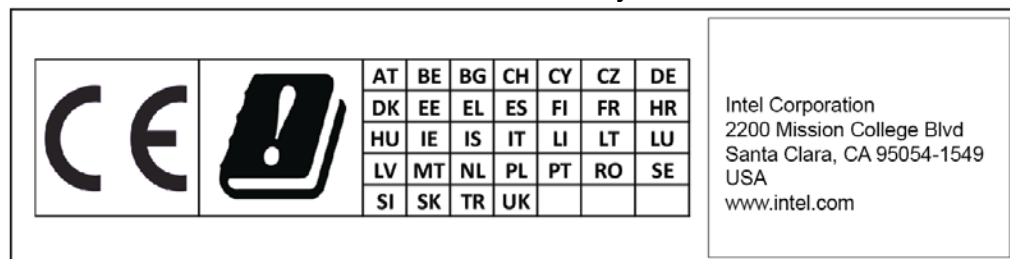 CE
AT BE BG CH CY CZ DE
DK EE EL ES FI FR HR
HU IE IS IT LI LT LU
LV MT NL PL PT RO SE
SI SK TR UK
Intel Corporation
2200 Mission College Blvd
Santa Clara, CA 95054-1549
USA
www.intel.com